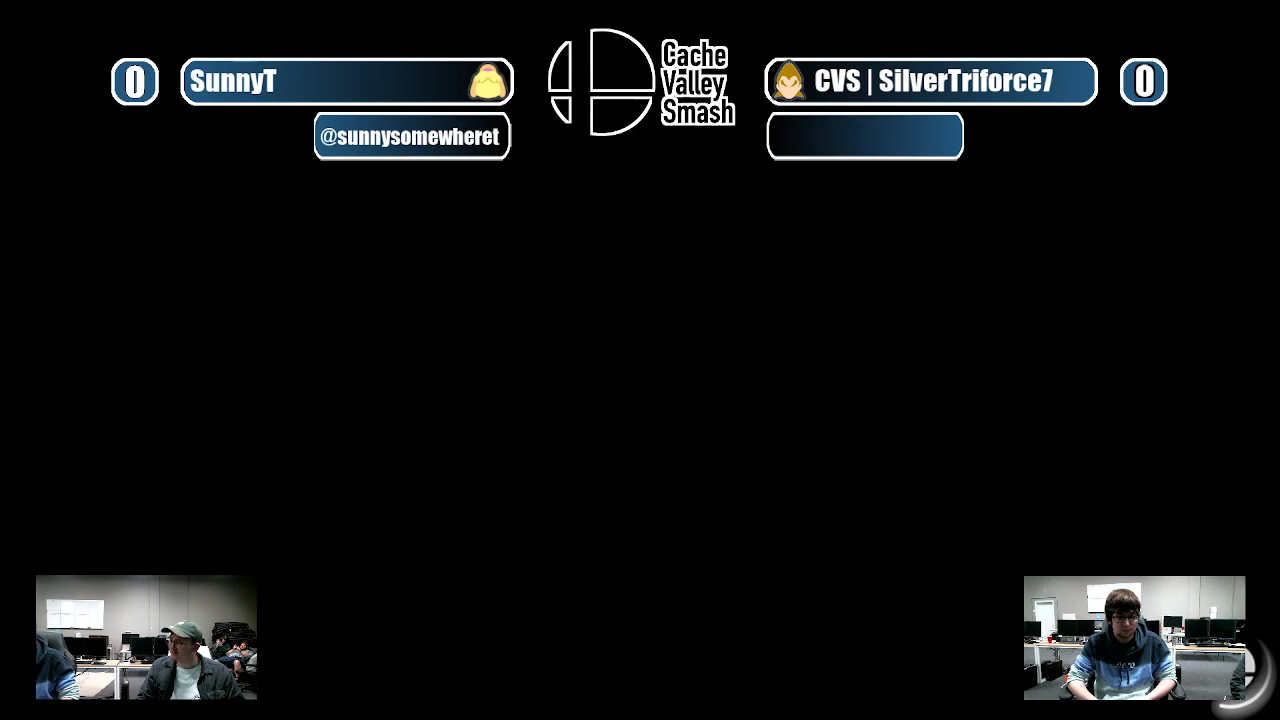 0
SunnyT
@sunnysomewheret
Cache
Valley
Smash
CVS | SilverTriforce7
0